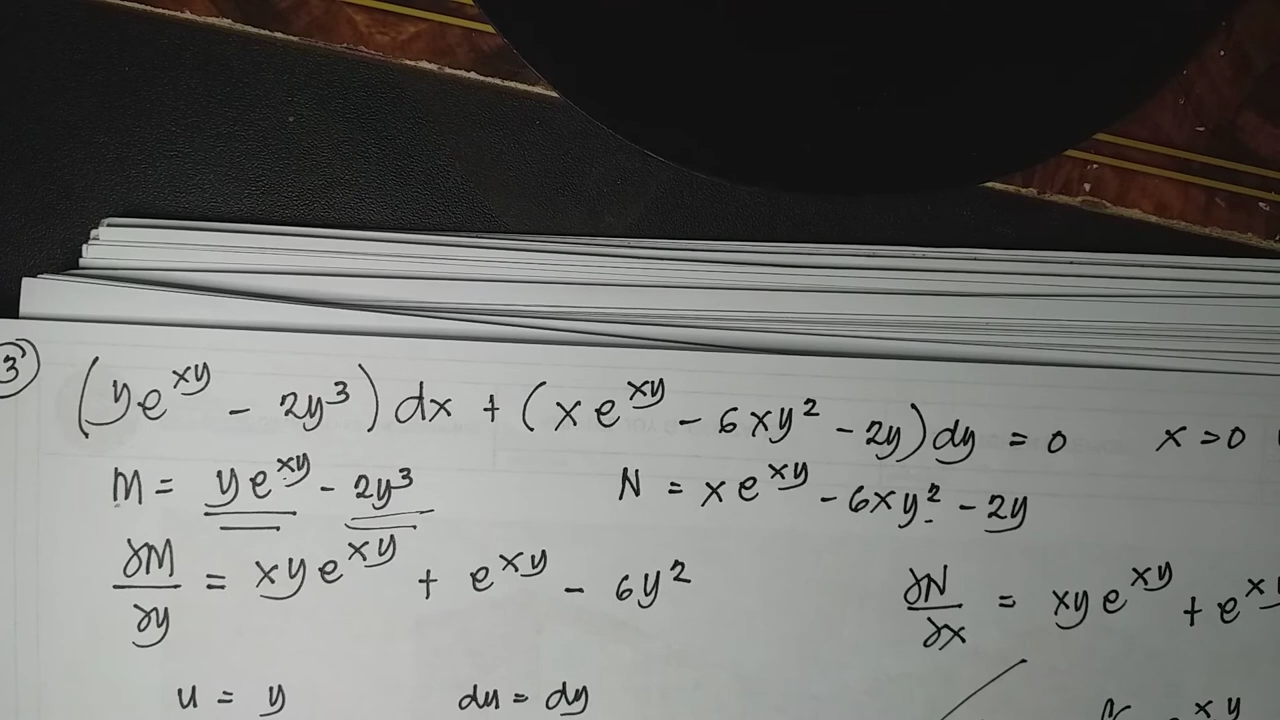 3 (ye^{xy} - 2y^3) dx + (xe^{xy} - 6xy^2 - 2y) dy = 0 x = 0
M = ye^{xy} - 2y^3 N = xe^{xy} - 6xy^2 - 2y
∂M/∂y = xye^{xy} + e^{xy} - 6y^2 ∂N/∂x = xye^{xy} + e^{xy}
u = y du = dy